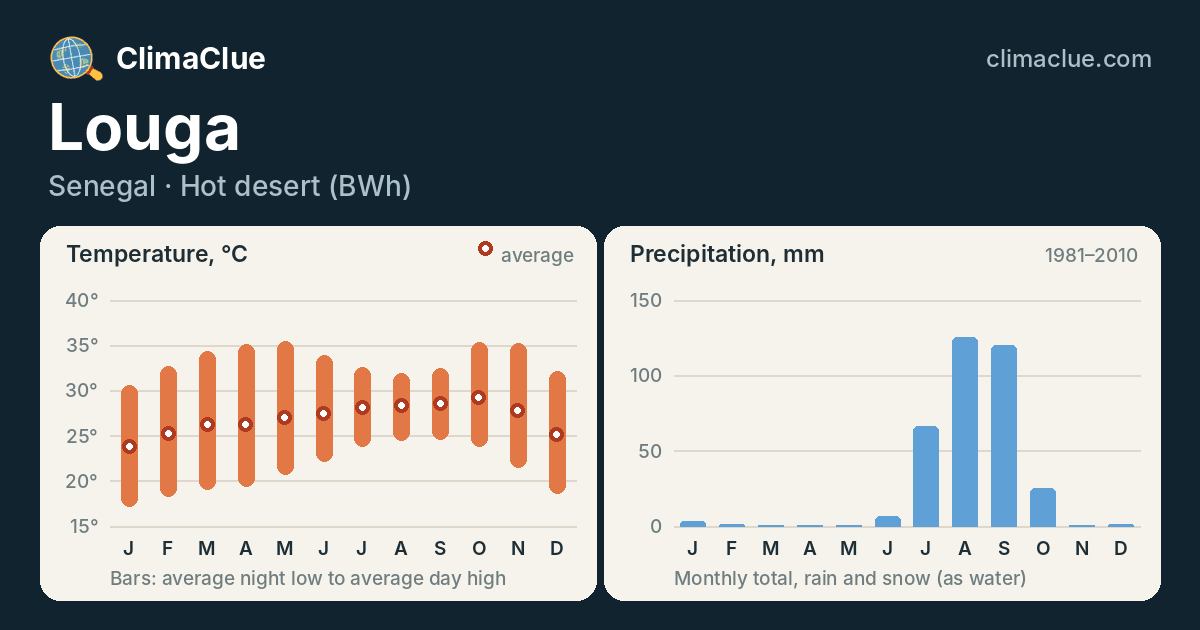 ClimaClue
climaclue.com
Louga
Senegal · Hot desert (BWh)
Temperature, °C
average
40°
35°
30°
25°
20°
15°
J F M A M J J A S O N D
Bars: average night low to average day high
Precipitation, mm
1981–2010
150
100
50
0
J F M A M J J A S O N D
Monthly total, rain and snow (as water)